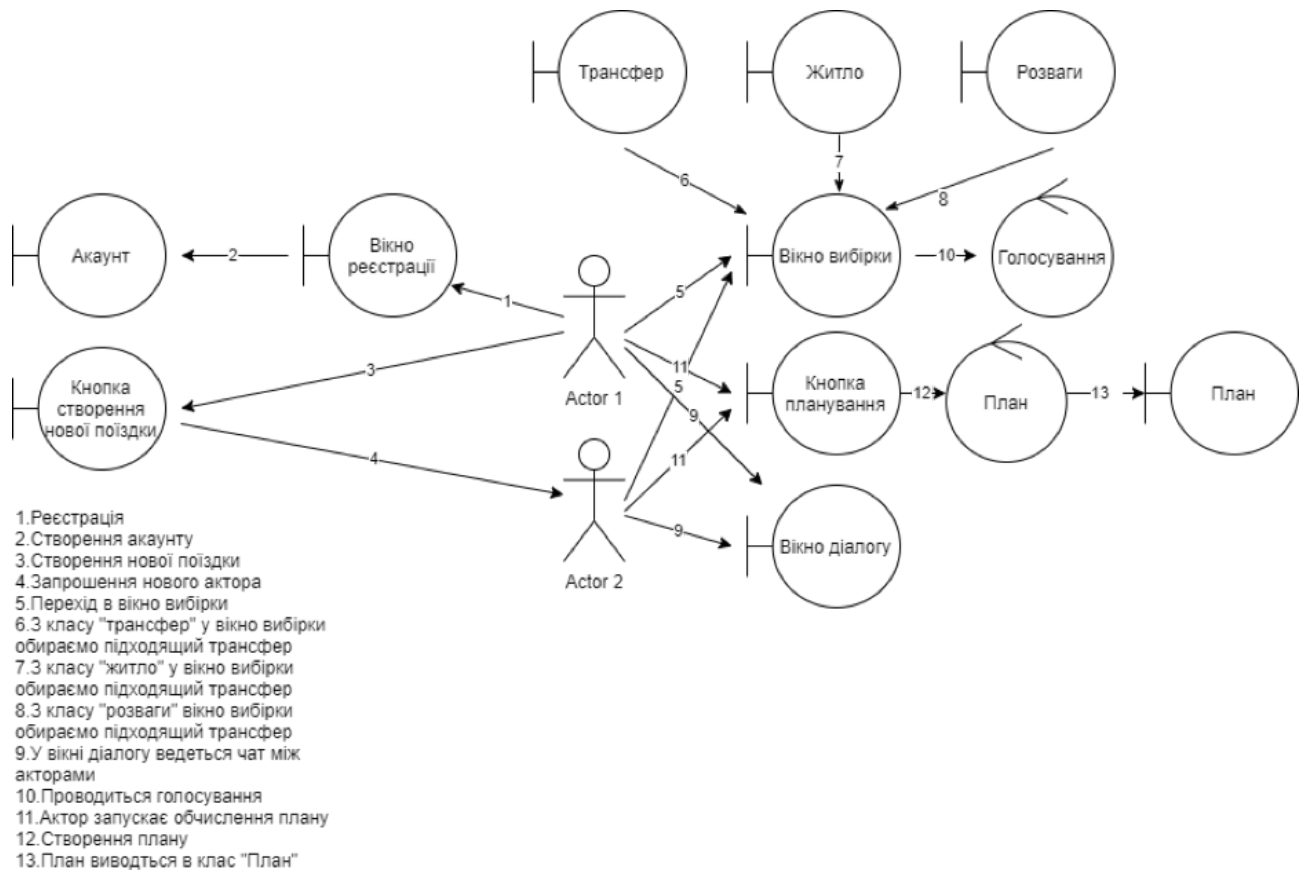 Трансфер
Житло
Розваги
6
7
8
Акаунт
2
Вікно
реєстрації
1
5
Вікно вибірки
10
Голосування
3
Actor 1
Кнопка
створення
нової поїздки
4
11
5
9
11
9
Кнопка
планування
12
План
13
План
Actor 2
Вікно діалогу
1.Реєстрація
2.Створення акаунту
3.Створення нової поїздки
4.Запрошення нового актора
5.Перехід в вікно вибірки
6.З класу "трансфер" у вікно вибірки
обираємо підходящий трансфер
7.З класу "житло" у вікно вибірки
обираємо підходящий трансфер
8.З класу "розваги" вікно вибірки
обираємо підходящий трансфер
9.У вікні діалогу ведеться чат між
акторами
10.Проводиться голосування
11.Актор запускає обчислення плану
12.Створення плану
13.План виводться в клас "План"